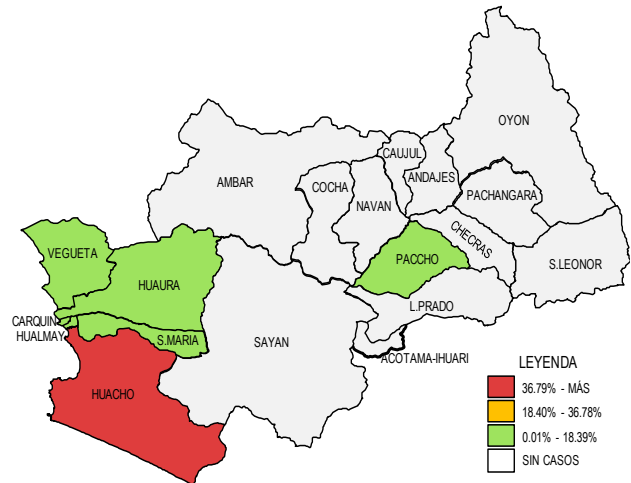 OYON
CAUJUL
AMBAR
COCHA
ANDAJES
PACHANGARA
NAVAN
CHECRAS
VEGUETA
PACCHO
S.LEONOR
HUAURA
L.PRADO
CARQUIN
HUALMAY
S.MARIA
SAYAN
ACOTAMA-IHUARI
HUACHO
LEYENDA
36.79% - MÁS
18.40% - 36.78%
0.01% - 18.39%
SIN CASOS